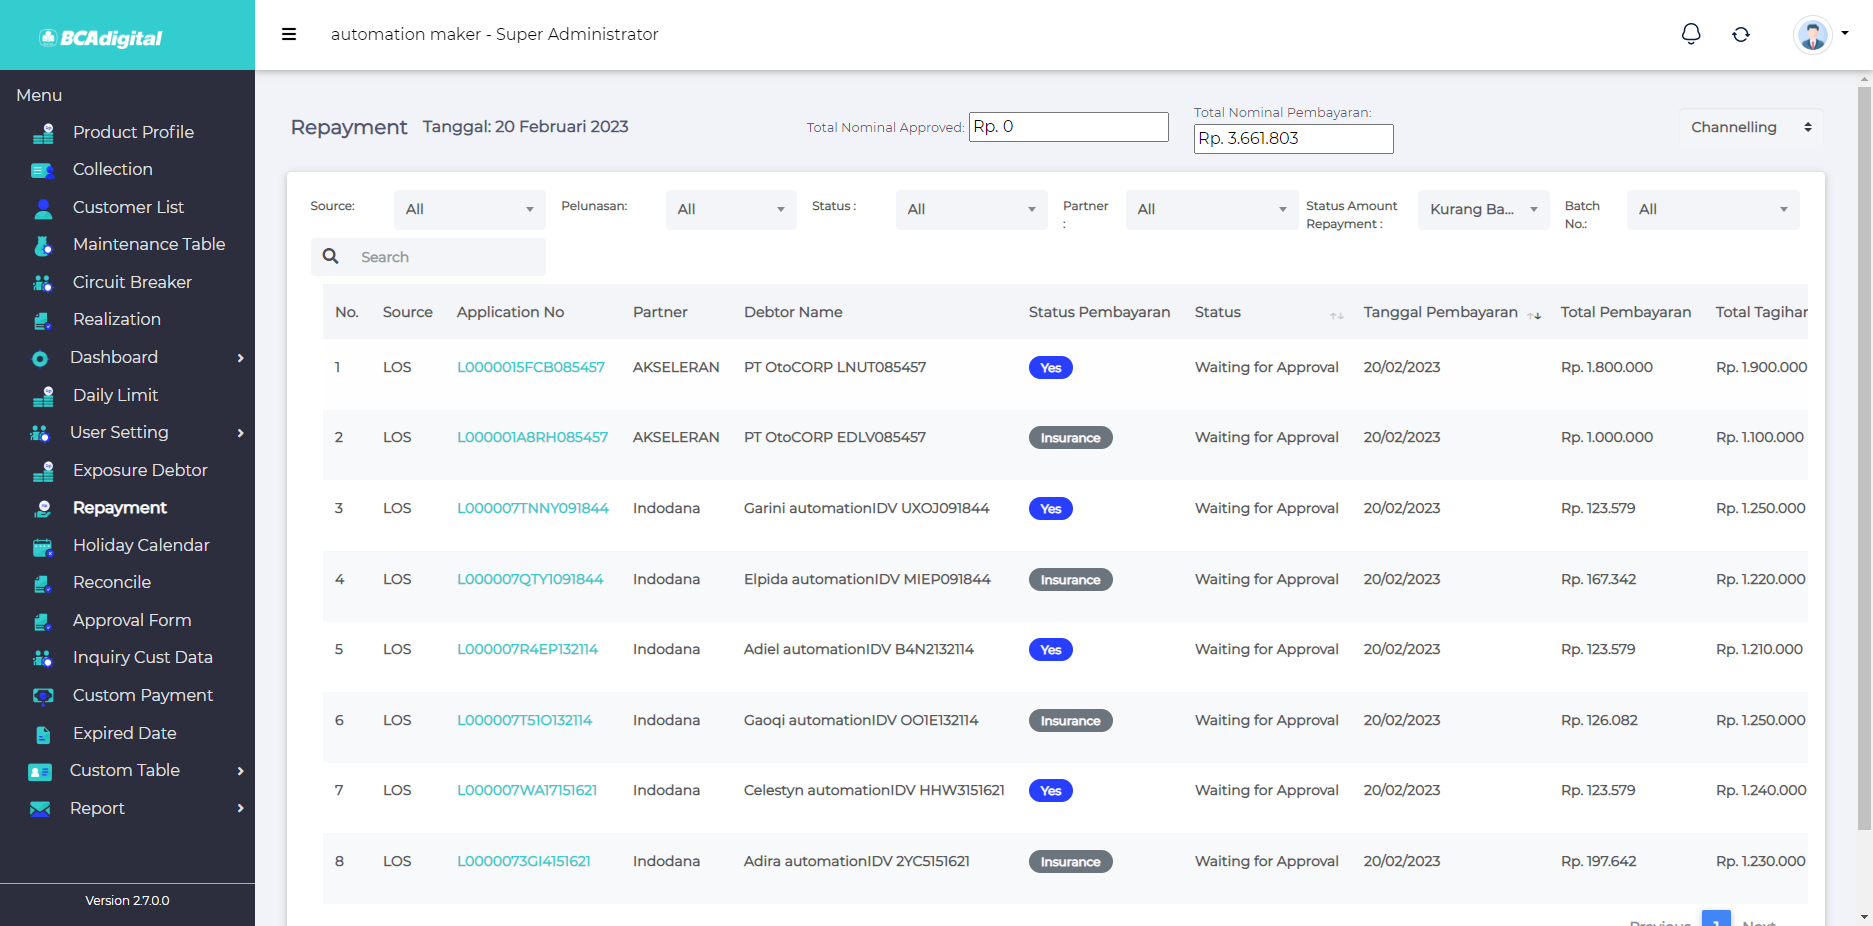 BCAdigital
automation maker - Super Administrator
Menu
Product Profile
Collection
Customer List
Maintenance Table
Circuit Breaker
Realization
Dashboard
Daily Limit
User Setting
Exposure Debtor
Repayment
Holiday Calendar
Reconcile
Approval Form
Inquiry Cust Data
Custom Payment
Expired Date
Custom Table
Report
Version 2.7.0.0
Repayment Tanggal: 20 Februari 2023
Total Nominal Approved: Rp. 0
Total Nominal Pembayaran:
Rp. 3.661.803
Channelling
Source: All
Pelunasan: All
Status : All
Partner : All
Status Amount Repayment : Kurang Ba...
Batch No.: All
Search
No. Source Application No Partner Debtor Name Status Pembayaran Status Tanggal Pembayaran Total Pembayaran Total Tagihan
1 LOS L0000015FCB085457 AKSELERAN PT OtoCORP LNUT085457 Yes Waiting for Approval 20/02/2023 Rp. 1.800.000 Rp. 1.900.000
2 LOS L000001A8RH085457 AKSELERAN PT OtoCORP EDLV085457 Insurance Waiting for Approval 20/02/2023 Rp. 1.000.000 Rp. 1.100.000
3 LOS L000007TNNY091844 Indodana Garini automationIDV UXOJ091844 Yes Waiting for Approval 20/02/2023 Rp. 123.579 Rp. 1.250.000
4 LOS L000007QTY1091844 Indodana Elpida automationIDV MIEP091844 Insurance Waiting for Approval 20/02/2023 Rp. 167.342 Rp. 1.220.000
5 LOS L000007R4EP132114 Indodana Adiel automationIDV B4N2132114 Yes Waiting for Approval 20/02/2023 Rp. 123.579 Rp. 1.210.000
6 LOS L000007T51O132114 Indodana Gaoqi automationIDV OO1E132114 Insurance Waiting for Approval 20/02/2023 Rp. 126.082 Rp. 1.250.000
7 LOS L000007WA17151621 Indodana Celestyn automationIDV HHW3151621 Yes Waiting for Approval 20/02/2023 Rp. 123.579 Rp. 1.240.000
8 LOS L0000073GI4151621 Indodana Adira automationIDV 2YC5151621 Insurance Waiting for Approval 20/02/2023 Rp. 197.642 Rp. 1.230.000
Previous 1 Next